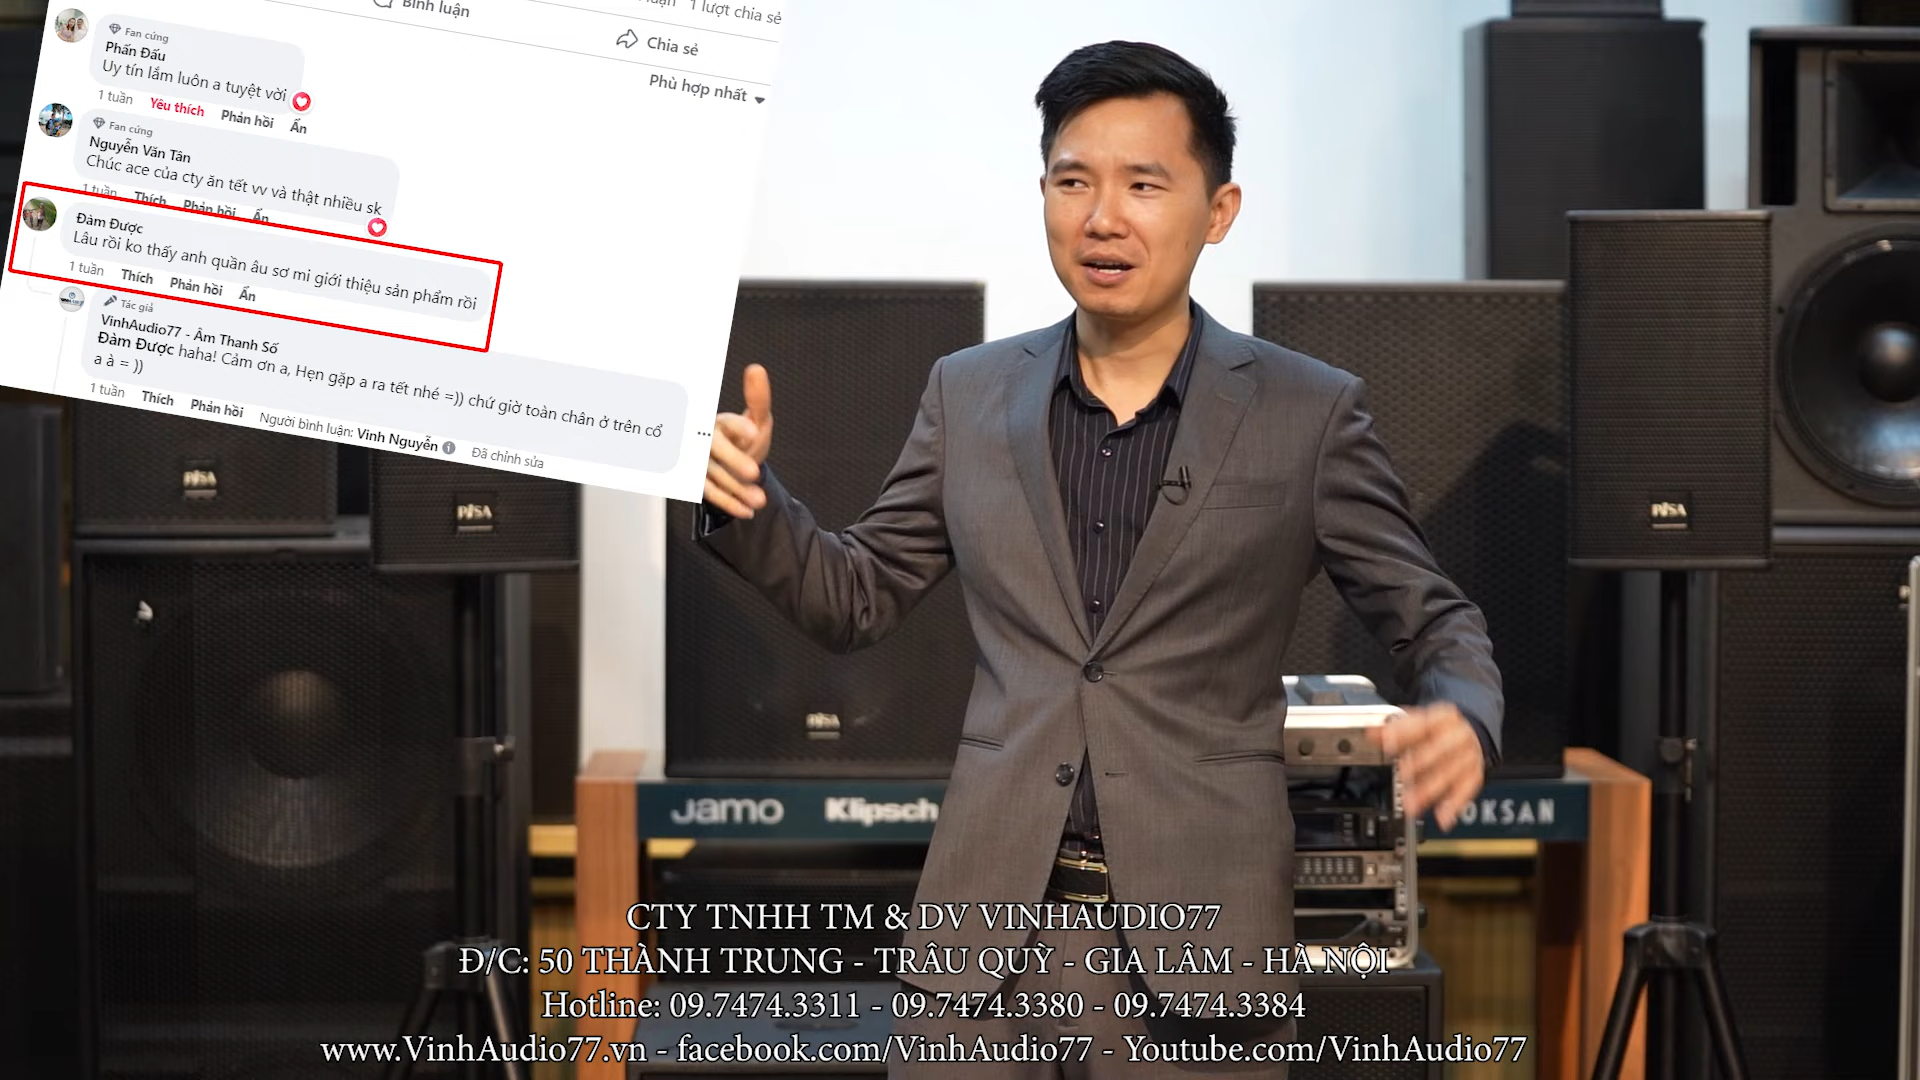 1 lượt chia sẻ
Bình luận
Chia sẻ
Phù hợp nhất
Fan cứng
Phấn Đấu
Uy tín lắm luôn a tuyệt vời
1 tuần Yêu thích Phản hồi Ẩn
Fan cứng
Nguyễn Văn Tân
Chúc ace của cty ăn tết vv và thật nhiều sk
1 tuần Thích Phản hồi Ẩn
Đàm Được
Lâu rồi ko thấy anh quần âu sơ mi giới thiệu sản phẩm rồi
1 tuần Thích Phản hồi Ẩn
Tác giả
VinhAudio77 - Âm Thanh Số
Đàm Được haha! Cảm ơn a, Hẹn gặp a ra tết nhé =)) chứ giờ toàn chân ở trên cổ
a à = ))
1 tuần Thích Phản hồi Người bình luận: Vinh Nguyễn Đã chỉnh sửa
PISA
PISA
PISA
PISA
Jamo Klipsch
CTY TNHH TM & DV VINHAUDIO77
Đ/C: 50 THÀNH TRUNG - TRÂU QUỲ - GIA LÂM - HÀ NỘI
Hotline: 09.7474.3311 - 09.7474.3380 - 09.7474.3384
www.VinhAudio77.vn - facebook.com/VinhAudio77 - Youtube.com/VinhAudio77